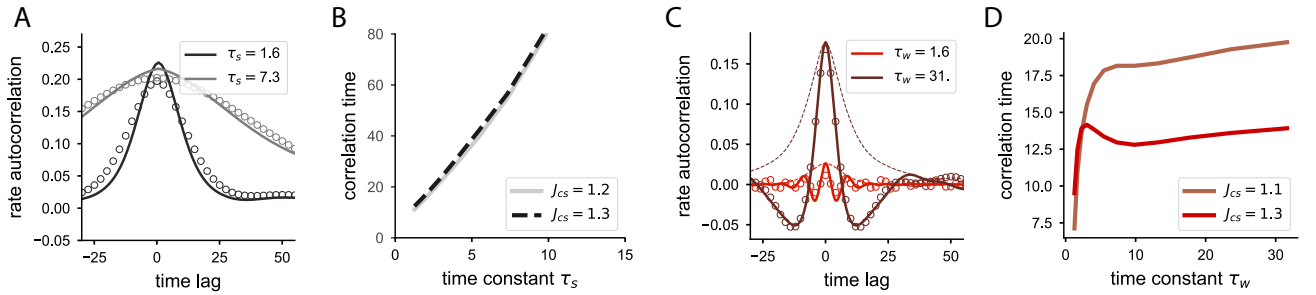 A
rate autocorrelation
0.25
0.20
0.15
0.10
0.05
0.00
−0.05
−25
0
25
50
time lag
τs = 1.6
τs = 7.3
B
correlation time
80
60
40
20
0
0
5
10
15
time constant τs
Jcs = 1.2
Jcs = 1.3
C
rate autocorrelation
0.15
0.10
0.05
0.00
−0.05
−25
0
25
50
time lag
τw = 1.6
τw = 31.
D
correlation time
20.0
17.5
15.0
12.5
10.0
7.5
0
10
20
30
time constant τw
Jcs = 1.1
Jcs = 1.3